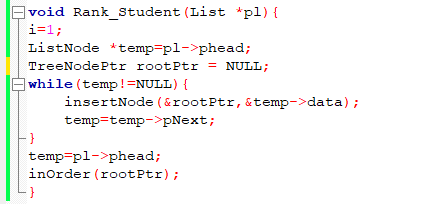 void Rank_Student(List *pl){
i=1;
ListNode *temp=pl->phead;
TreeNodePtr rootPtr = NULL;
while(temp!=NULL){
    insertNode(&rootPtr,&temp->data);
    temp=temp->pNext;
}
temp=pl->phead;
inOrder(rootPtr);
}